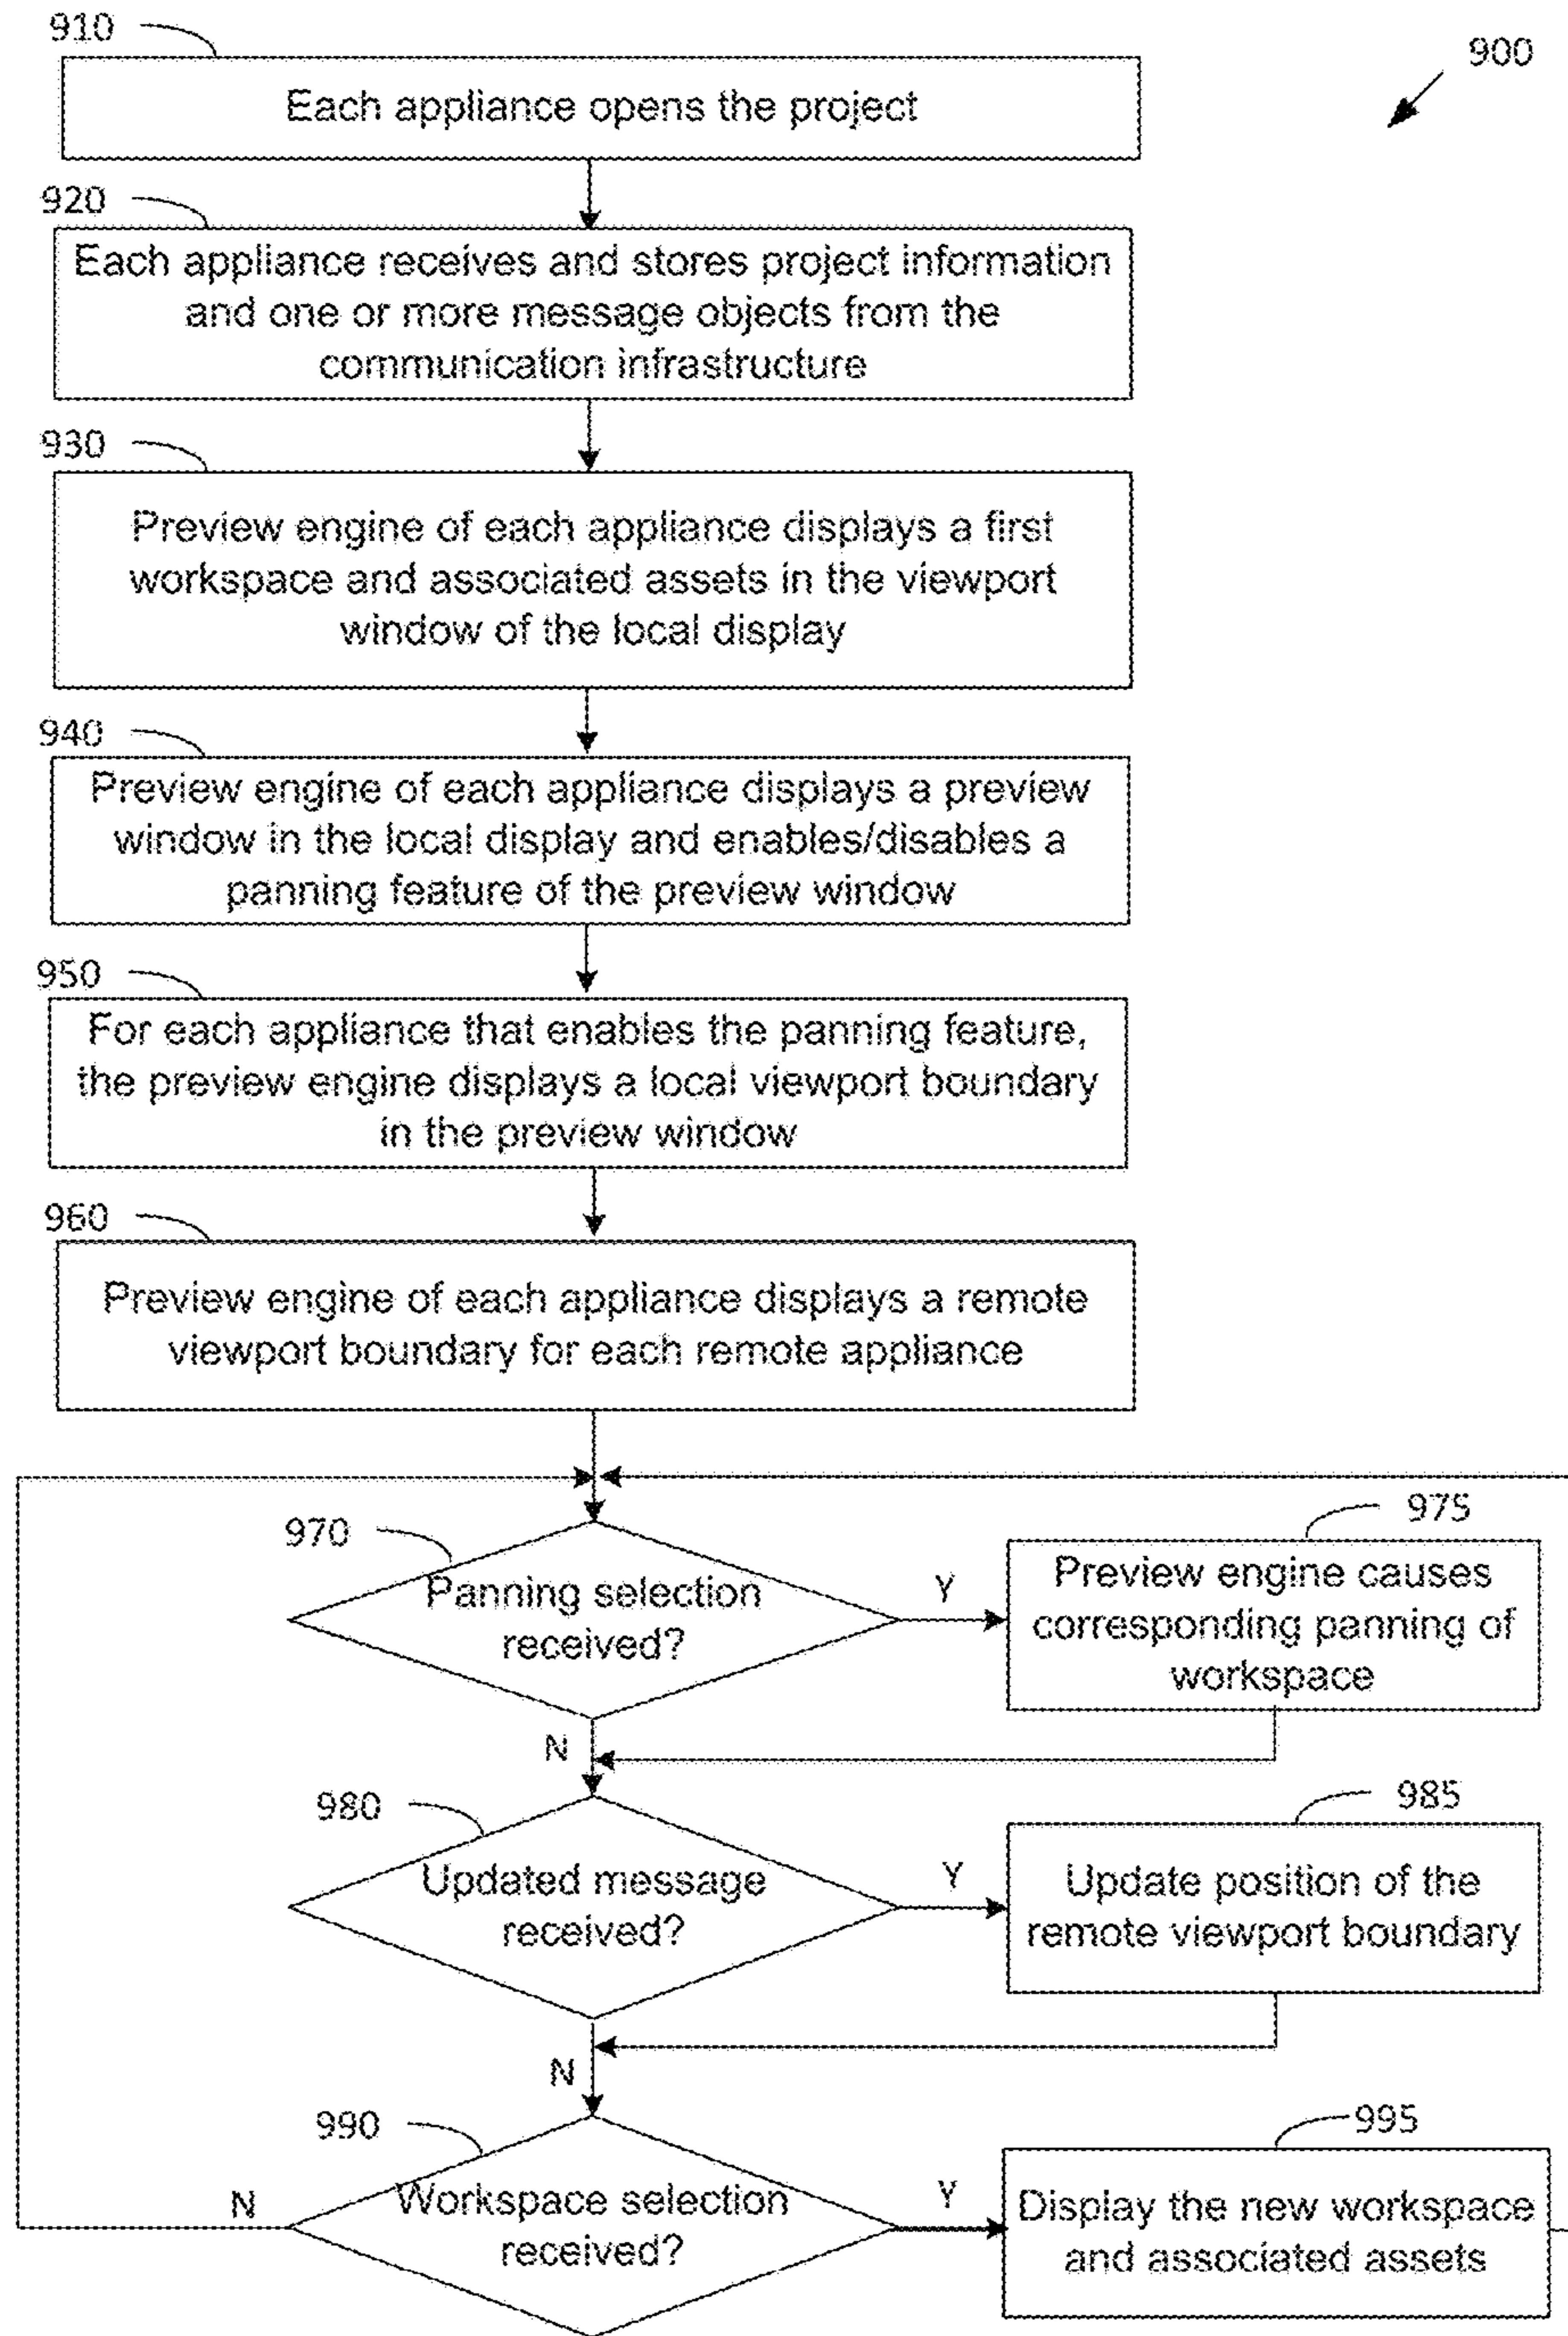 910
900
Each appliance opens the project
920
Each appliance receives and stores project information
and one or more message objects from the
communication infrastructure
930
Preview engine of each appliance displays a first
workspace and associated assets in the viewport
window of the local display
940
Preview engine of each appliance displays a preview
window in the local display and enables/disables a
panning feature of the preview window
950
For each appliance that enables the panning feature,
the preview engine displays a local viewport boundary
in the preview window
960
Preview engine of each appliance displays a remote
viewport boundary for each remote appliance
970
Panning selection
received?
Y
N
975
Preview engine causes
corresponding panning of
workspace
980
Updated message
received?
Y
N
985
Update position of the
remote viewport boundary
990
Workspace selection
received?
N
Y
995
Display the new workspace
and associated assets